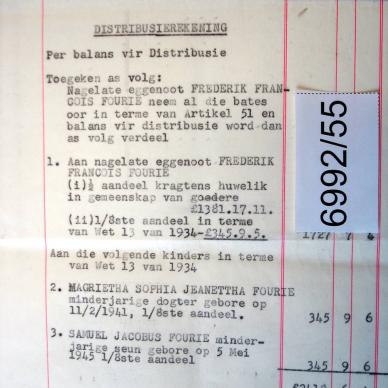 DISTRIBUSIEREKENING
Per balans vir Distribusie
Toegeken as volg:
Nagelate eggenoot FREDERIK FRAN-
COIS FOURIE neem al die bates
oor in terme van Artikel 51 en
balans vir distribusie word dan
as volg verdeel
1. Aan nagelate eggenoot FREDERIK
FRANCOIS FOURIE
(i)½ aandeel kragtens huwelik
in gemeenskap van goedere
£1381.17.11.
(ii)1/8ste aandeel in terme
van Wet 13 van 1934-£345.9.5. 1727 7 4
Aan die volgende kinders in terme
van Wet 13 van 1934
2. MAGRIETHA SOPHIA JEANETTHA FOURIE
minderjarige dogter gebore op
11/2/1941, 1/8ste aandeel. 345 9 6
3. SAMUEL JACOBUS FOURIE minder-
jarige seun gebore op 5 Mei
1945 1/8ste aandeel 345 9 6
6992/55